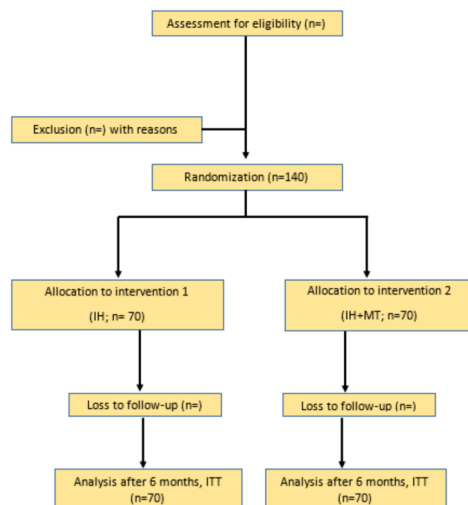 Assessment for eligibility (n=)
Exclusion (n=) with reasons
Randomization (n=140)
Allocation to intervention 1
(IH; n= 70)
Allocation to intervention 2
(IH+MT; n=70)
Loss to follow-up (n=)
Loss to follow-up (n=)
Analysis after 6 months, ITT
(n=70)
Analysis after 6 months, ITT
(n=70)